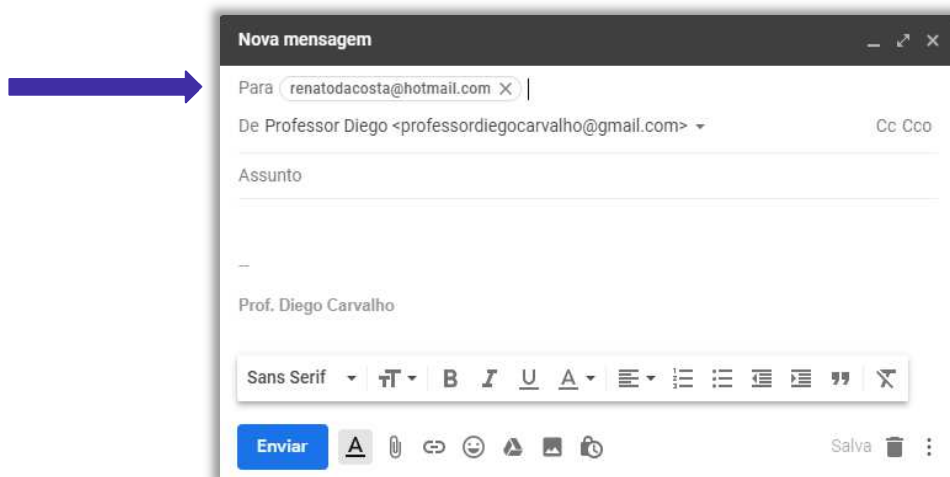 Nova mensagem
Para renatodacosta@hotmail.com
De Professor Diego <professordiegocarvalho@gmail.com> Cc Cco
Assunto
--
Prof. Diego Carvalho
Sans Serif B I U A
Enviar A Salva